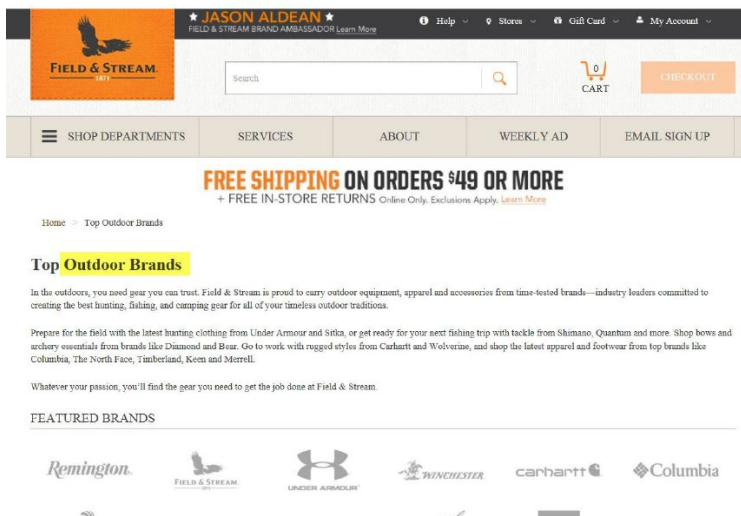 ★ JASON ALDEAN ★
FIELD & STREAM BRAND AMBASSADOR Learn More
Help
Stores
Gift Card
My Account
FIELD & STREAM
1871
Search
0
CART
CHECKOUT
SHOP DEPARTMENTS
SERVICES
ABOUT
WEEKLY AD
EMAIL SIGN UP
FREE SHIPPING ON ORDERS $49 OR MORE
+ FREE IN-STORE RETURNS Online Only. Exclusions Apply. Learn More
Home > Top Outdoor Brands
Top Outdoor Brands
In the outdoors, you need gear you can trust. Field & Stream is proud to carry outdoor equipment, apparel and accessories from time-tested brands—industry leaders committed to
creating the best hunting, fishing, and camping gear for all of your timeless outdoor traditions.
Prepare for the field with the latest hunting clothing from Under Armour and Sitka, or get ready for your next fishing trip with tackle from Shimano, Quantum and more. Shop bows and
archery essentials from brands like Diamond and Bear. Go to work with rugged styles from Carhartt and Wolverine, and shop the latest apparel and footwear from top brands like
Columbia, The North Face, Timberland, Keen and Merrell.
Whatever your passion, you'll find the gear you need to get the job done at Field & Stream.
FEATURED BRANDS
Remington
FIELD & STREAM
1871
UNDER ARMOUR
WINCHESTER
carhartt
Columbia